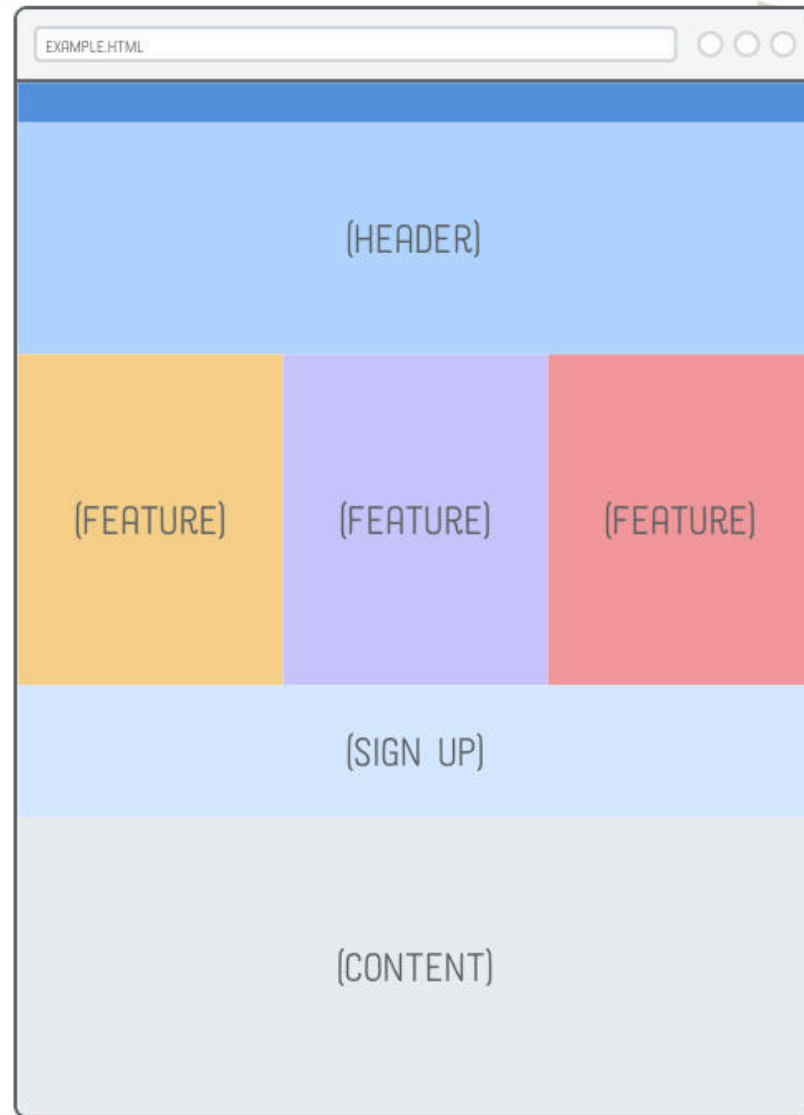 EXAMPLE.HTML
(HEADER)
(FEATURE) (FEATURE) (FEATURE)
(SIGN UP)
(CONTENT)